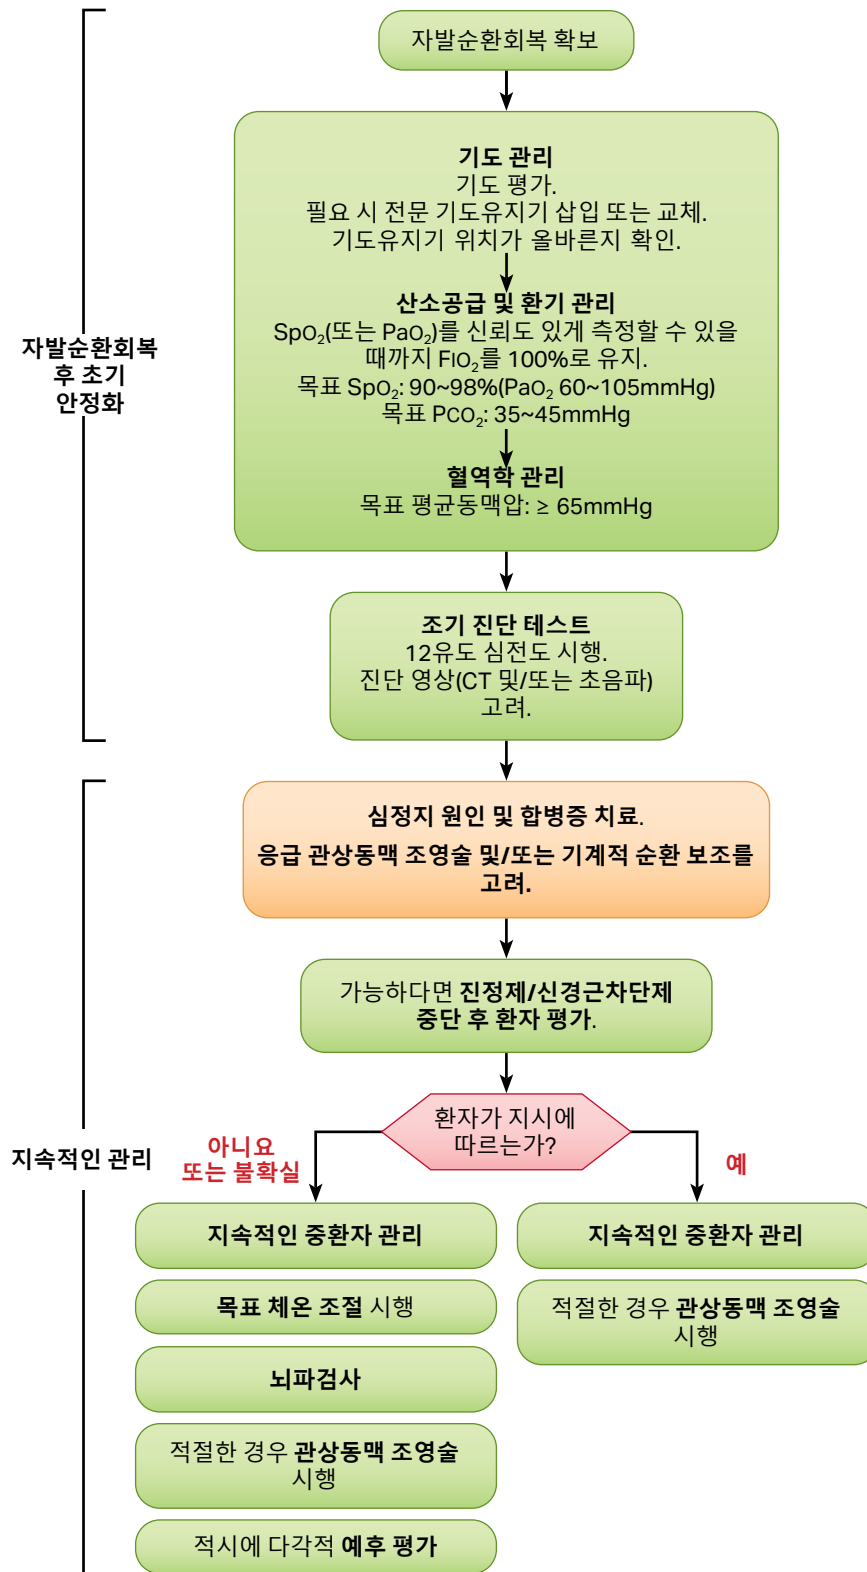 자발순환회복 확보
기도 관리
기도 평가.
필요 시 전문 기도유지기 삽입 또는 교체.
기도유지기 위치가 올바른지 확인.
산소공급 및 환기 관리
SpO₂(또는 PaO₂)를 신뢰도 있게 측정할 수 있을
때까지 FIO₂를 100%로 유지.
목표 SpO₂: 90~98%(PaO₂ 60~105mmHg)
목표 PCO₂: 35~45mmHg
혈역학 관리
목표 평균동맥압: ≥ 65mmHg
자발순환회복
후 초기
안정화
조기 진단 테스트
12유도 심전도 시행.
진단 영상(CT 및/또는 초음파)
고려.
심정지 원인 및 합병증 치료.
응급 관상동맥 조영술 및/또는 기계적 순환 보조를
고려.
가능하다면 진정제/신경근차단제
중단 후 환자 평가.
환자가 지시에
따르는가?
지속적인 관리
아니요
또는 불확실
예
지속적인 중환자 관리
목표 체온 조절 시행
뇌파검사
적절한 경우 관상동맥 조영술
시행
적시에 다각적 예후 평가
지속적인 중환자 관리
적절한 경우 관상동맥 조영술
시행